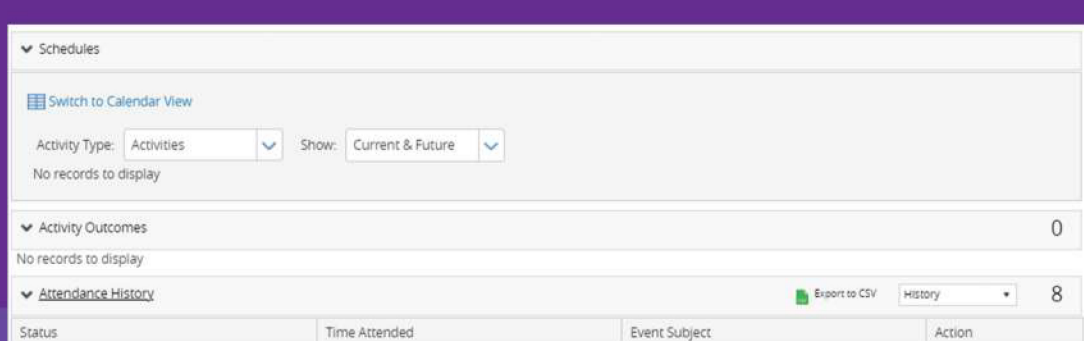 Schedules
Switch to Calendar View
Activity Type: Activities Show: Current & Future
No records to display
Activity Outcomes 0
No records to display
Attendance History Export to CSV History 8
Status Time Attended Event Subject Action